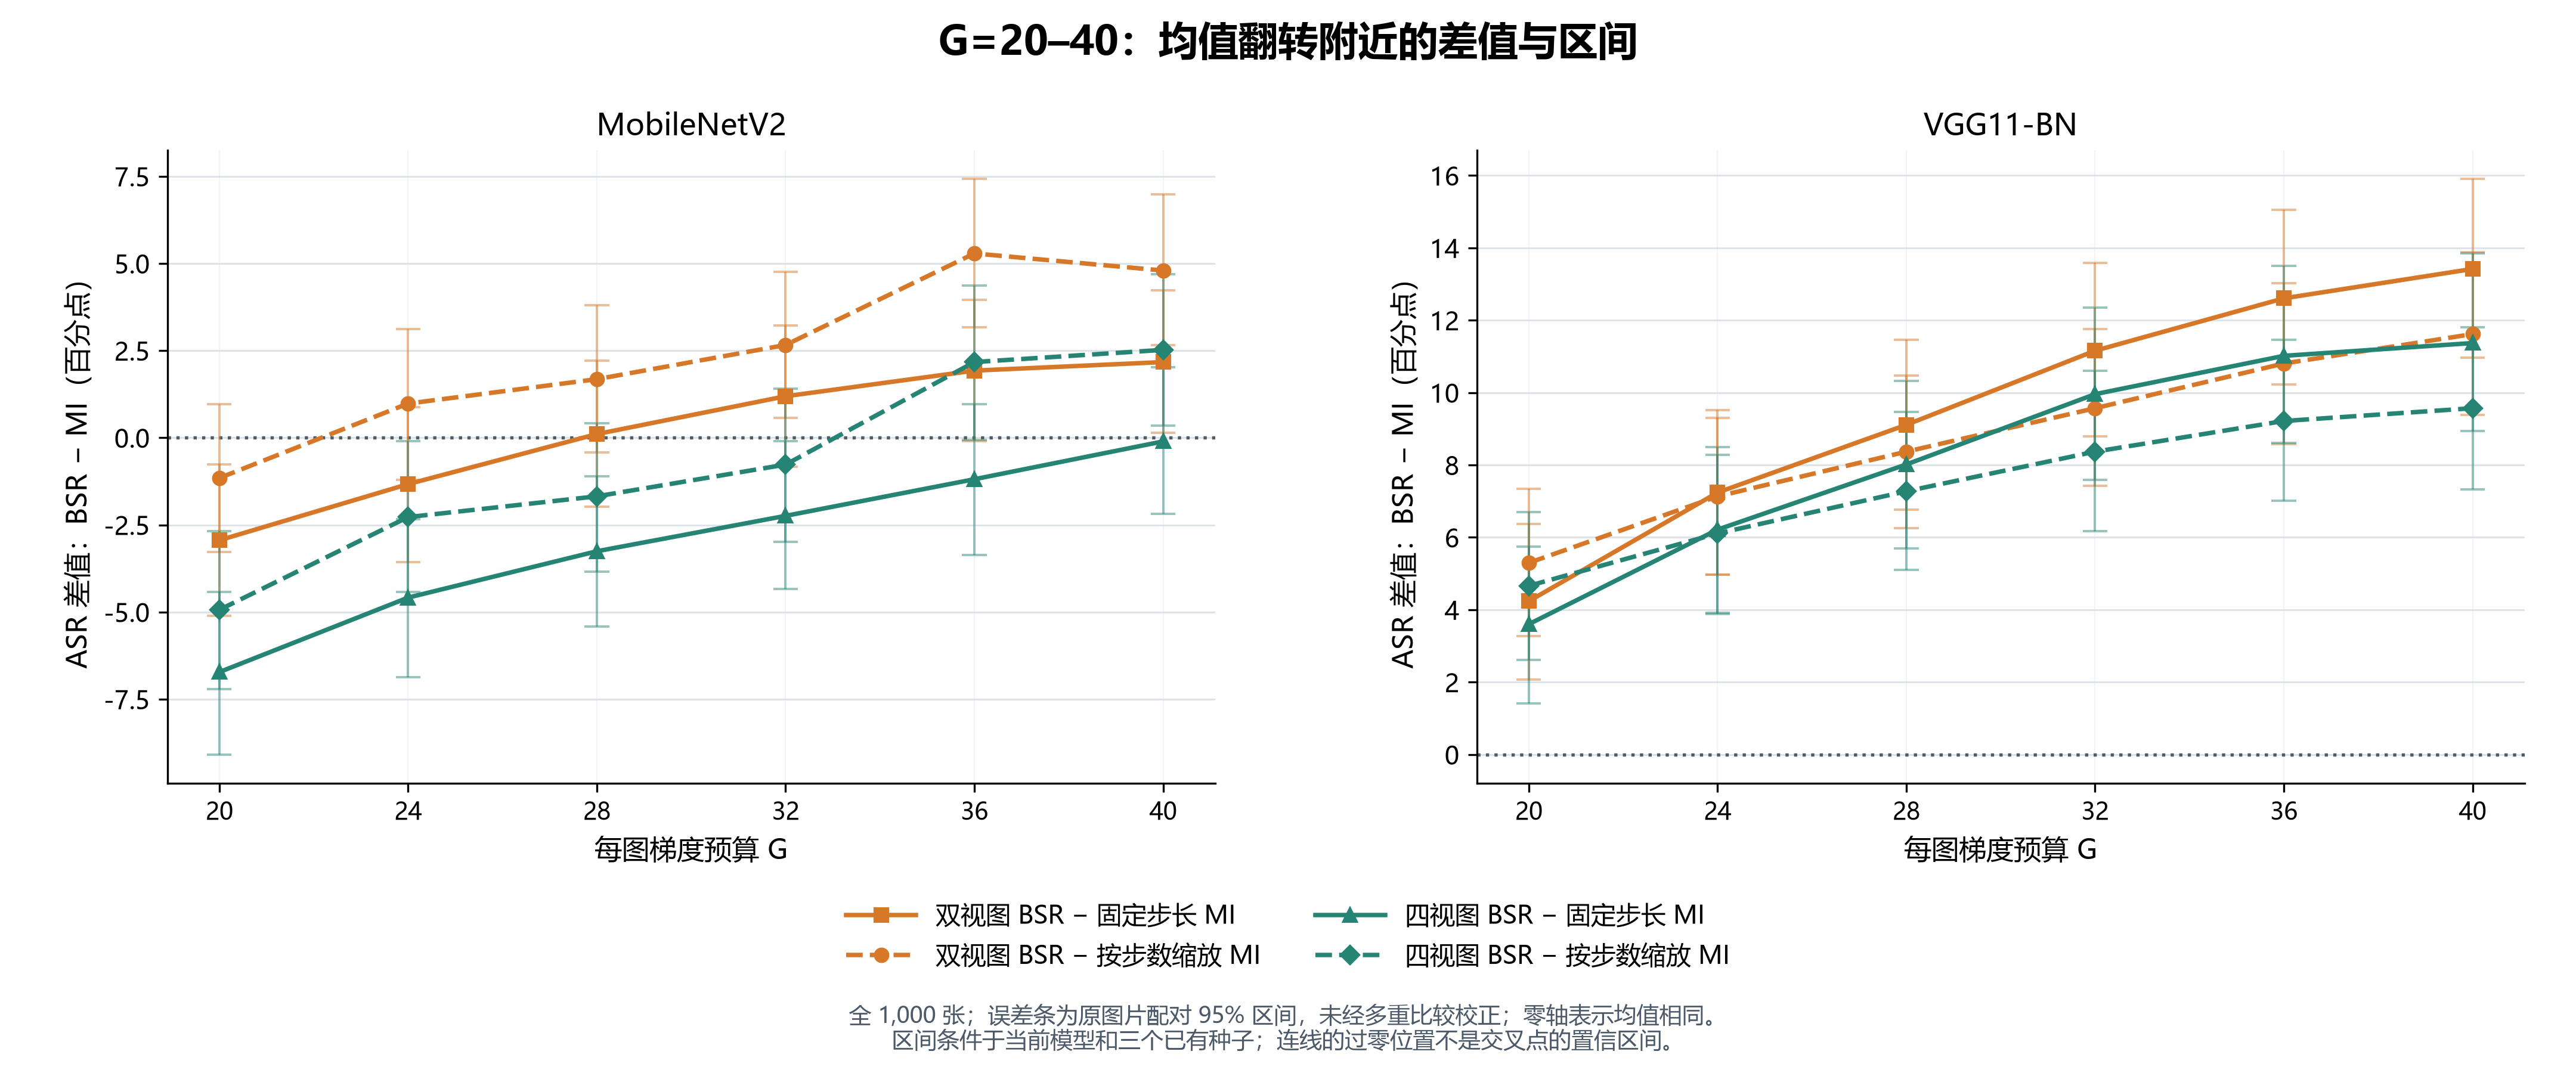 G=20–40：均值翻转附近的差值与区间
MobileNetV2
ASR 差值：BSR − MI（百分点）
7.5
5.0
2.5
0.0
-2.5
-5.0
-7.5
20 24 28 32 36 40
每图梯度预算 G
VGG11-BN
ASR 差值：BSR − MI（百分点）
16
14
12
10
8
6
4
2
0
20 24 28 32 36 40
每图梯度预算 G
双视图 BSR − 固定步长 MI
双视图 BSR − 按步数缩放 MI
四视图 BSR − 固定步长 MI
四视图 BSR − 按步数缩放 MI
全 1,000 张；误差条为原图片配对 95% 区间，未经多重比较校正；零轴表示均值相同。
区间条件于当前模型和三个已有种子；连线的过零位置不是交叉点的置信区间。